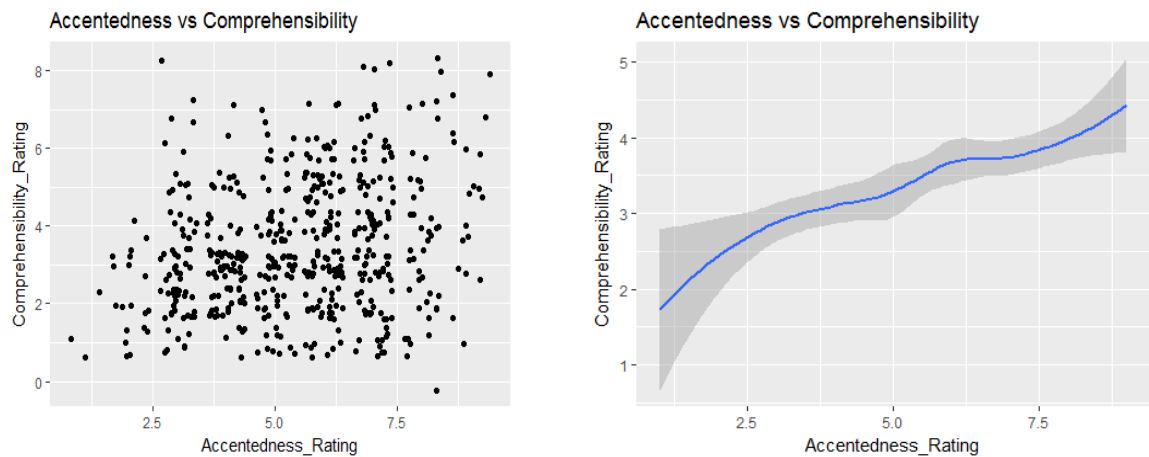 Accentedness vs Comprehensibility
8
6
4
2
0
Comprehensibility_Rating
2.5 5.0 7.5
Accentedness_Rating
Accentedness vs Comprehensibility
5
4
3
2
1
Comprehensibility_Rating
2.5 5.0 7.5
Accentedness_Rating